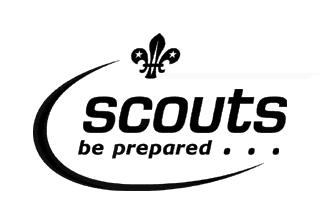 scouts
be prepared . . .